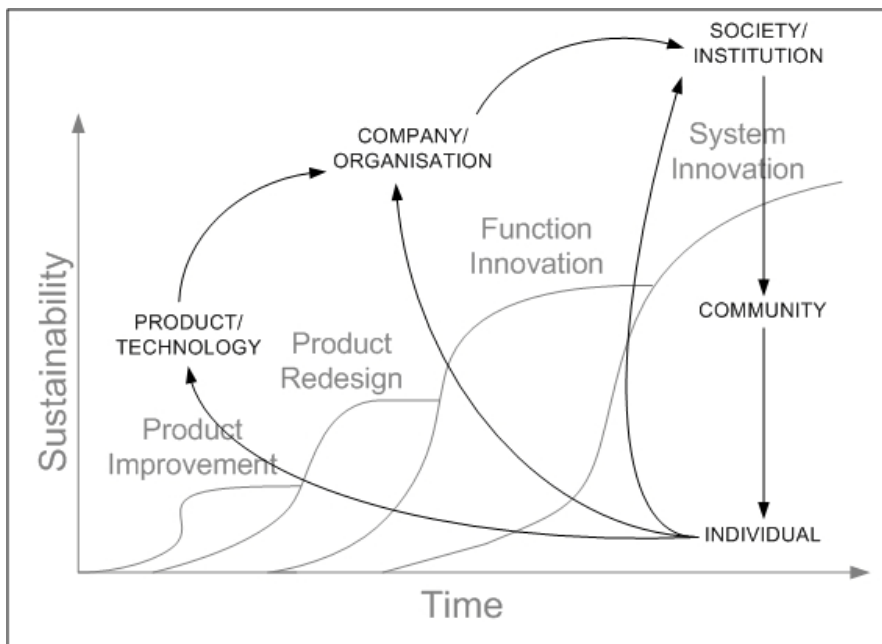 SOCIETY/
INSTITUTION
COMPANY/
ORGANISATION
System
Innovation
Function
Innovation
PRODUCT/
TECHNOLOGY
COMMUNITY
Product
Redesign
Product
Improvement
Sustainability
INDIVIDUAL
Time